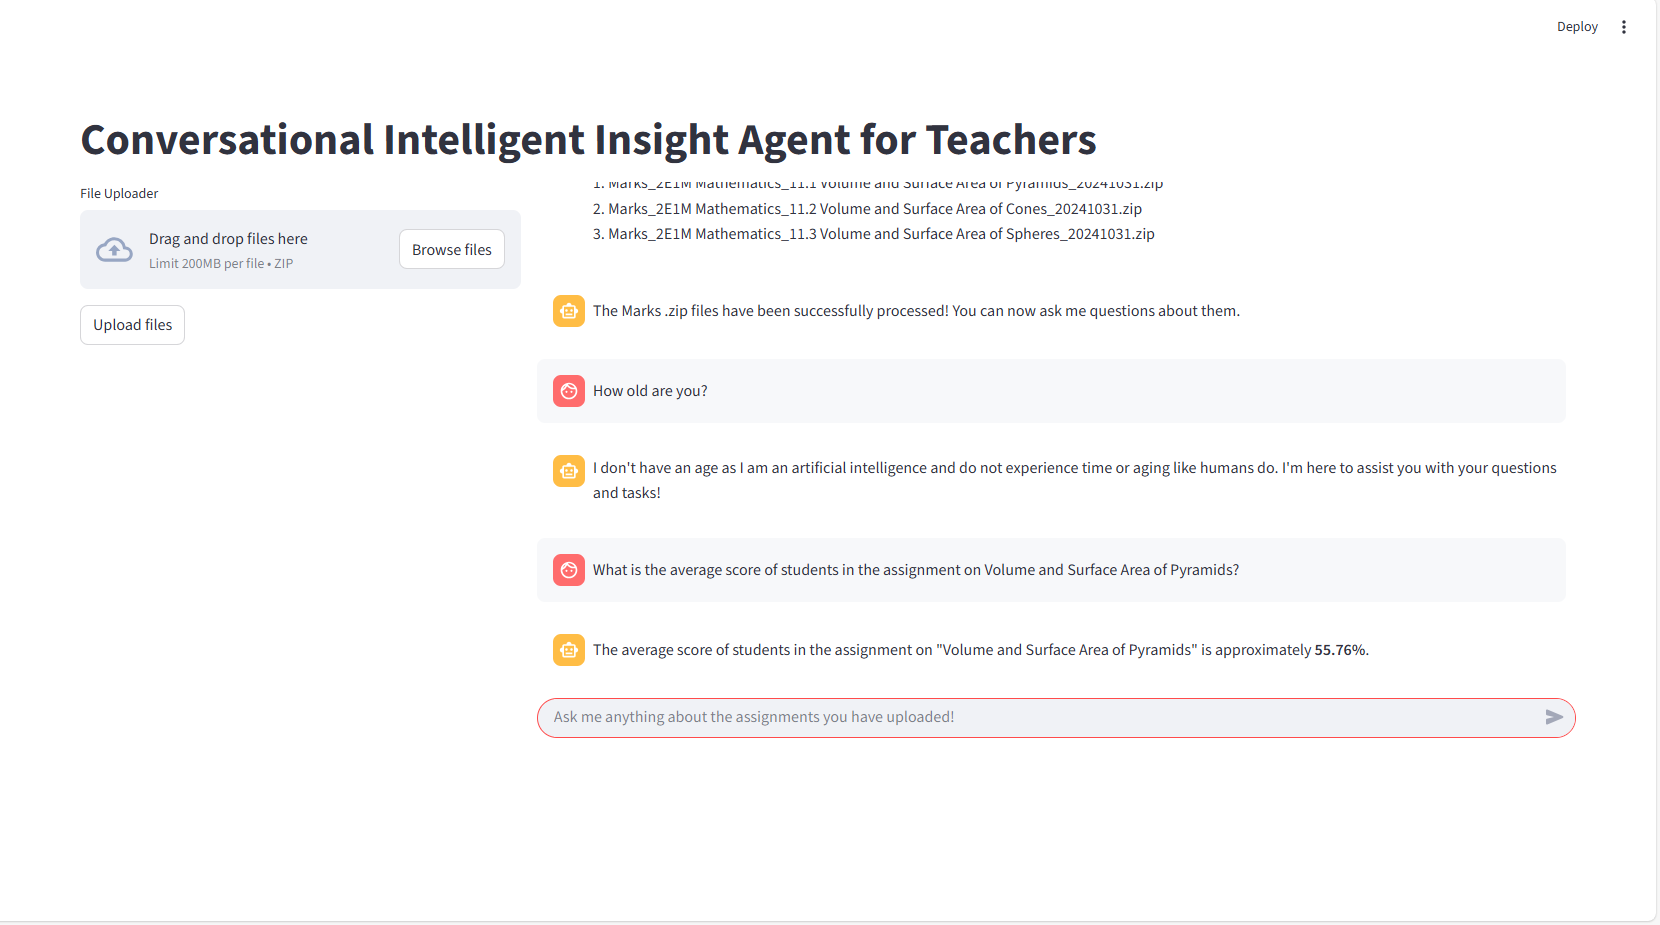 Deploy
Conversational Intelligent Insight Agent for Teachers
File Uploader
Drag and drop files here
Limit 200MB per file • ZIP
Browse files
Upload files
1. Marks_2E1M Mathematics_11.1 Volume and Surface Area of Pyramids_20241031.zip
2. Marks_2E1M Mathematics_11.2 Volume and Surface Area of Cones_20241031.zip
3. Marks_2E1M Mathematics_11.3 Volume and Surface Area of Spheres_20241031.zip
The Marks .zip files have been successfully processed! You can now ask me questions about them.
How old are you?
I don't have an age as I am an artificial intelligence and do not experience time or aging like humans do. I'm here to assist you with your questions
and tasks!
What is the average score of students in the assignment on Volume and Surface Area of Pyramids?
The average score of students in the assignment on "Volume and Surface Area of Pyramids" is approximately 55.76%.
Ask me anything about the assignments you have uploaded!